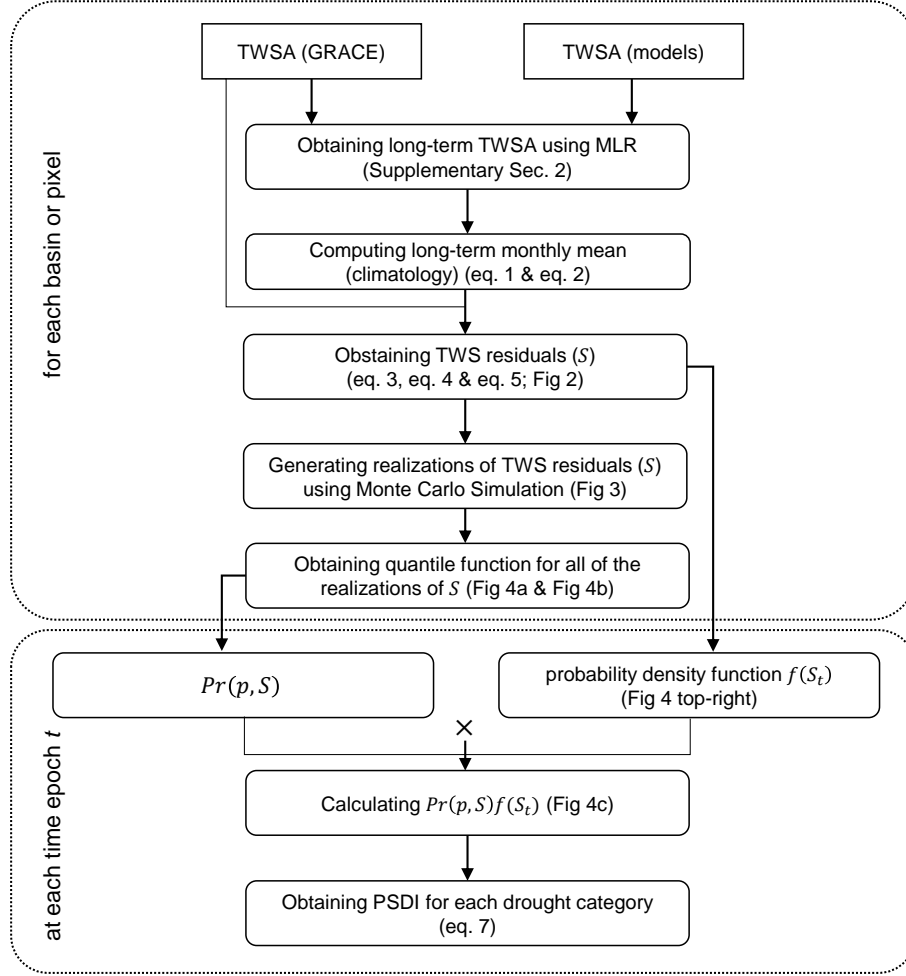 TWSA (GRACE)
TWSA (models)
Obtaining long-term TWSA using MLR
(Supplementary Sec. 2)
Computing long-term monthly mean
(climatology) (eq. 1 & eq. 2)
Obstaining TWS residuals (S)
(eq. 3, eq. 4 & eq. 5; Fig 2)
Generating realizations of TWS residuals (S)
using Monte Carlo Simulation (Fig 3)
Obtaining quantile function for all of the
realizations of S (Fig 4a & Fig 4b)
for each basin or pixel
Pr(p, S)
probability density function f(S_t)
(Fig 4 top-right)
×
Calculating Pr(p, S)f(S_t) (Fig 4c)
Obtaining PSDI for each drought category
(eq. 7)
at each time epoch t